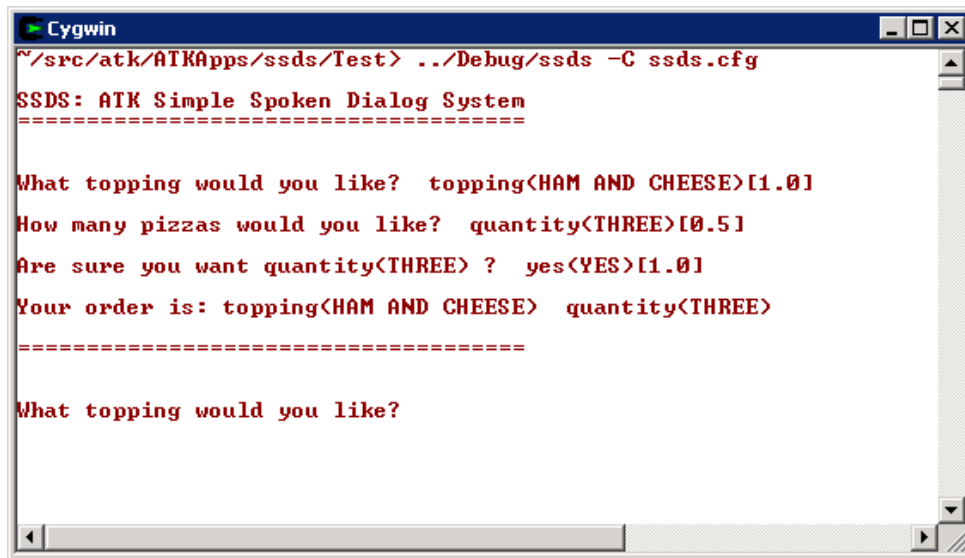 Cygwin
~/src/atk/ATKApps/ssds/Test> ../Debug/ssds -C ssds.cfg
SSDS: ATK Simple Spoken Dialog System
=====================================
What topping would you like?  topping(HAM AND CHEESE)[1.0]
How many pizzas would you like?  quantity(THREE)[0.5]
Are sure you want quantity(THREE) ?  yes(YES)[1.0]
Your order is: topping(HAM AND CHEESE)  quantity(THREE)
=====================================
What topping would you like?